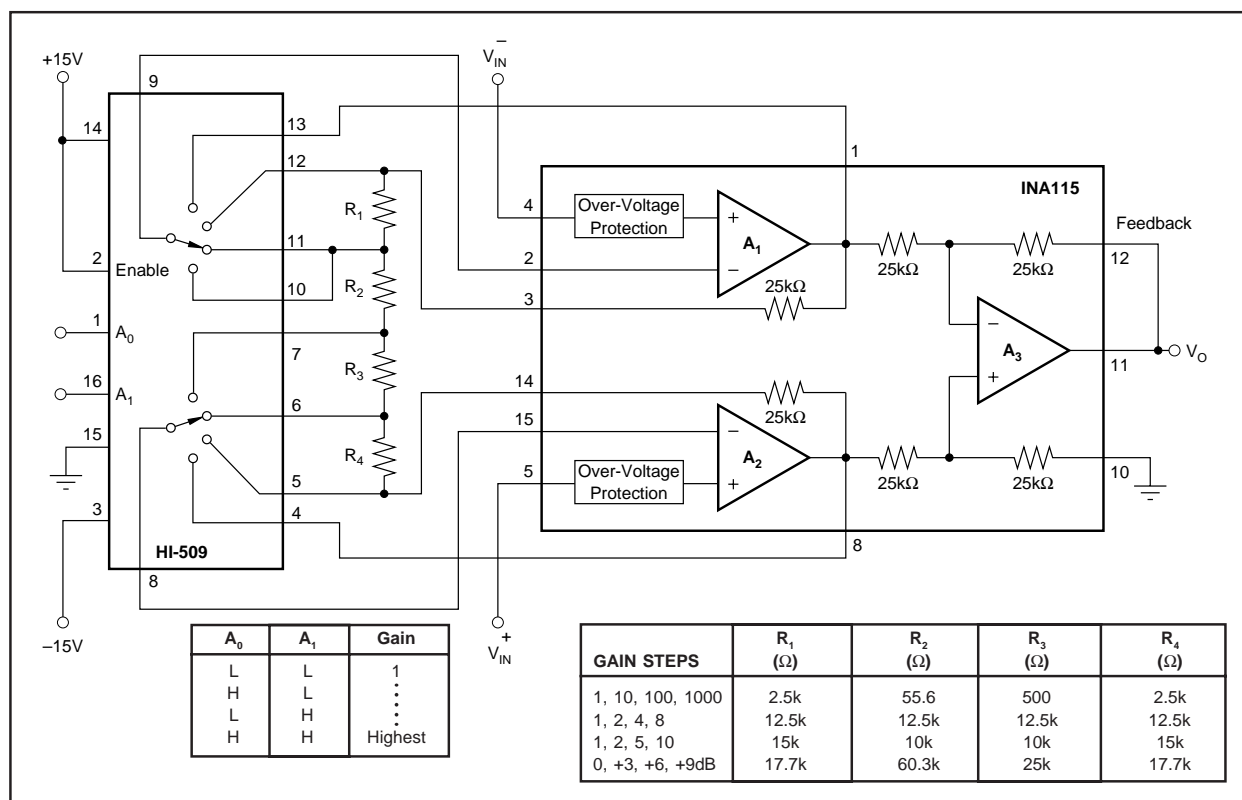 +15V
9
14
13
12
R1
11
2
Enable
10
R2
1
A0
7
R3
16
A1
6
15
R4
5
3
4
HI-509
8
–15V
V–IN
1
INA115
4
Over-Voltage
Protection
+
A1
–
Feedback
2
25kΩ
25kΩ
12
3
25kΩ
–
A3
+
11
VO
14
25kΩ
15
–
A2
+
5
Over-Voltage
Protection
25kΩ
25kΩ
10
8
V+IN
A0 A1 Gain
L L 1
H L
L H
H H Highest
GAIN STEPS R1 (Ω) R2 (Ω) R3 (Ω) R4 (Ω)
1, 10, 100, 1000 2.5k 55.6 500 2.5k
1, 2, 4, 8 12.5k 12.5k 12.5k 12.5k
1, 2, 5, 10 15k 10k 10k 15k
0, +3, +6, +9dB 17.7k 60.3k 25k 17.7k